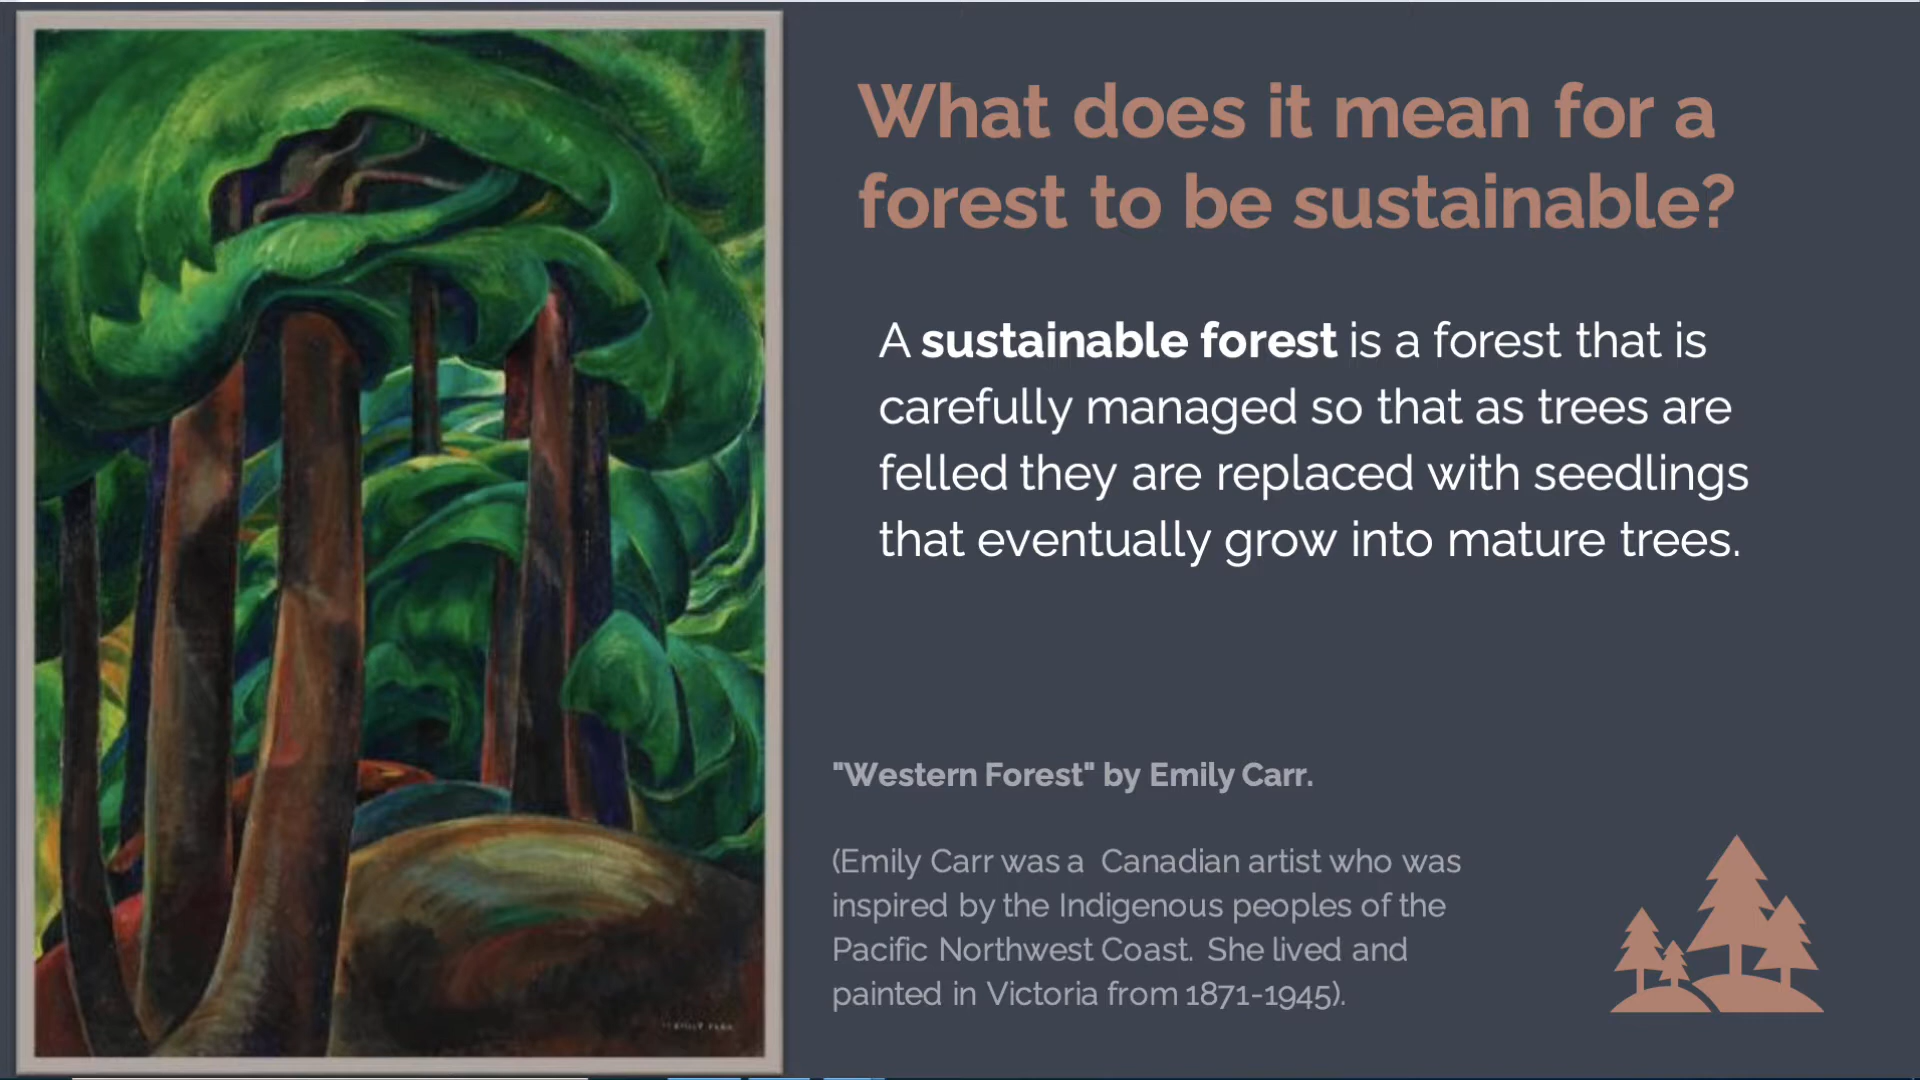 What does it mean for a
forest to be sustainable?
A sustainable forest is a forest that is
carefully managed so that as trees are
felled they are replaced with seedlings
that eventually grow into mature trees.
"Western Forest" by Emily Carr.
(Emily Carr was a  Canadian artist who was
inspired by the Indigenous peoples of the
Pacific Northwest Coast.  She lived and
painted in Victoria from 1871-1945).